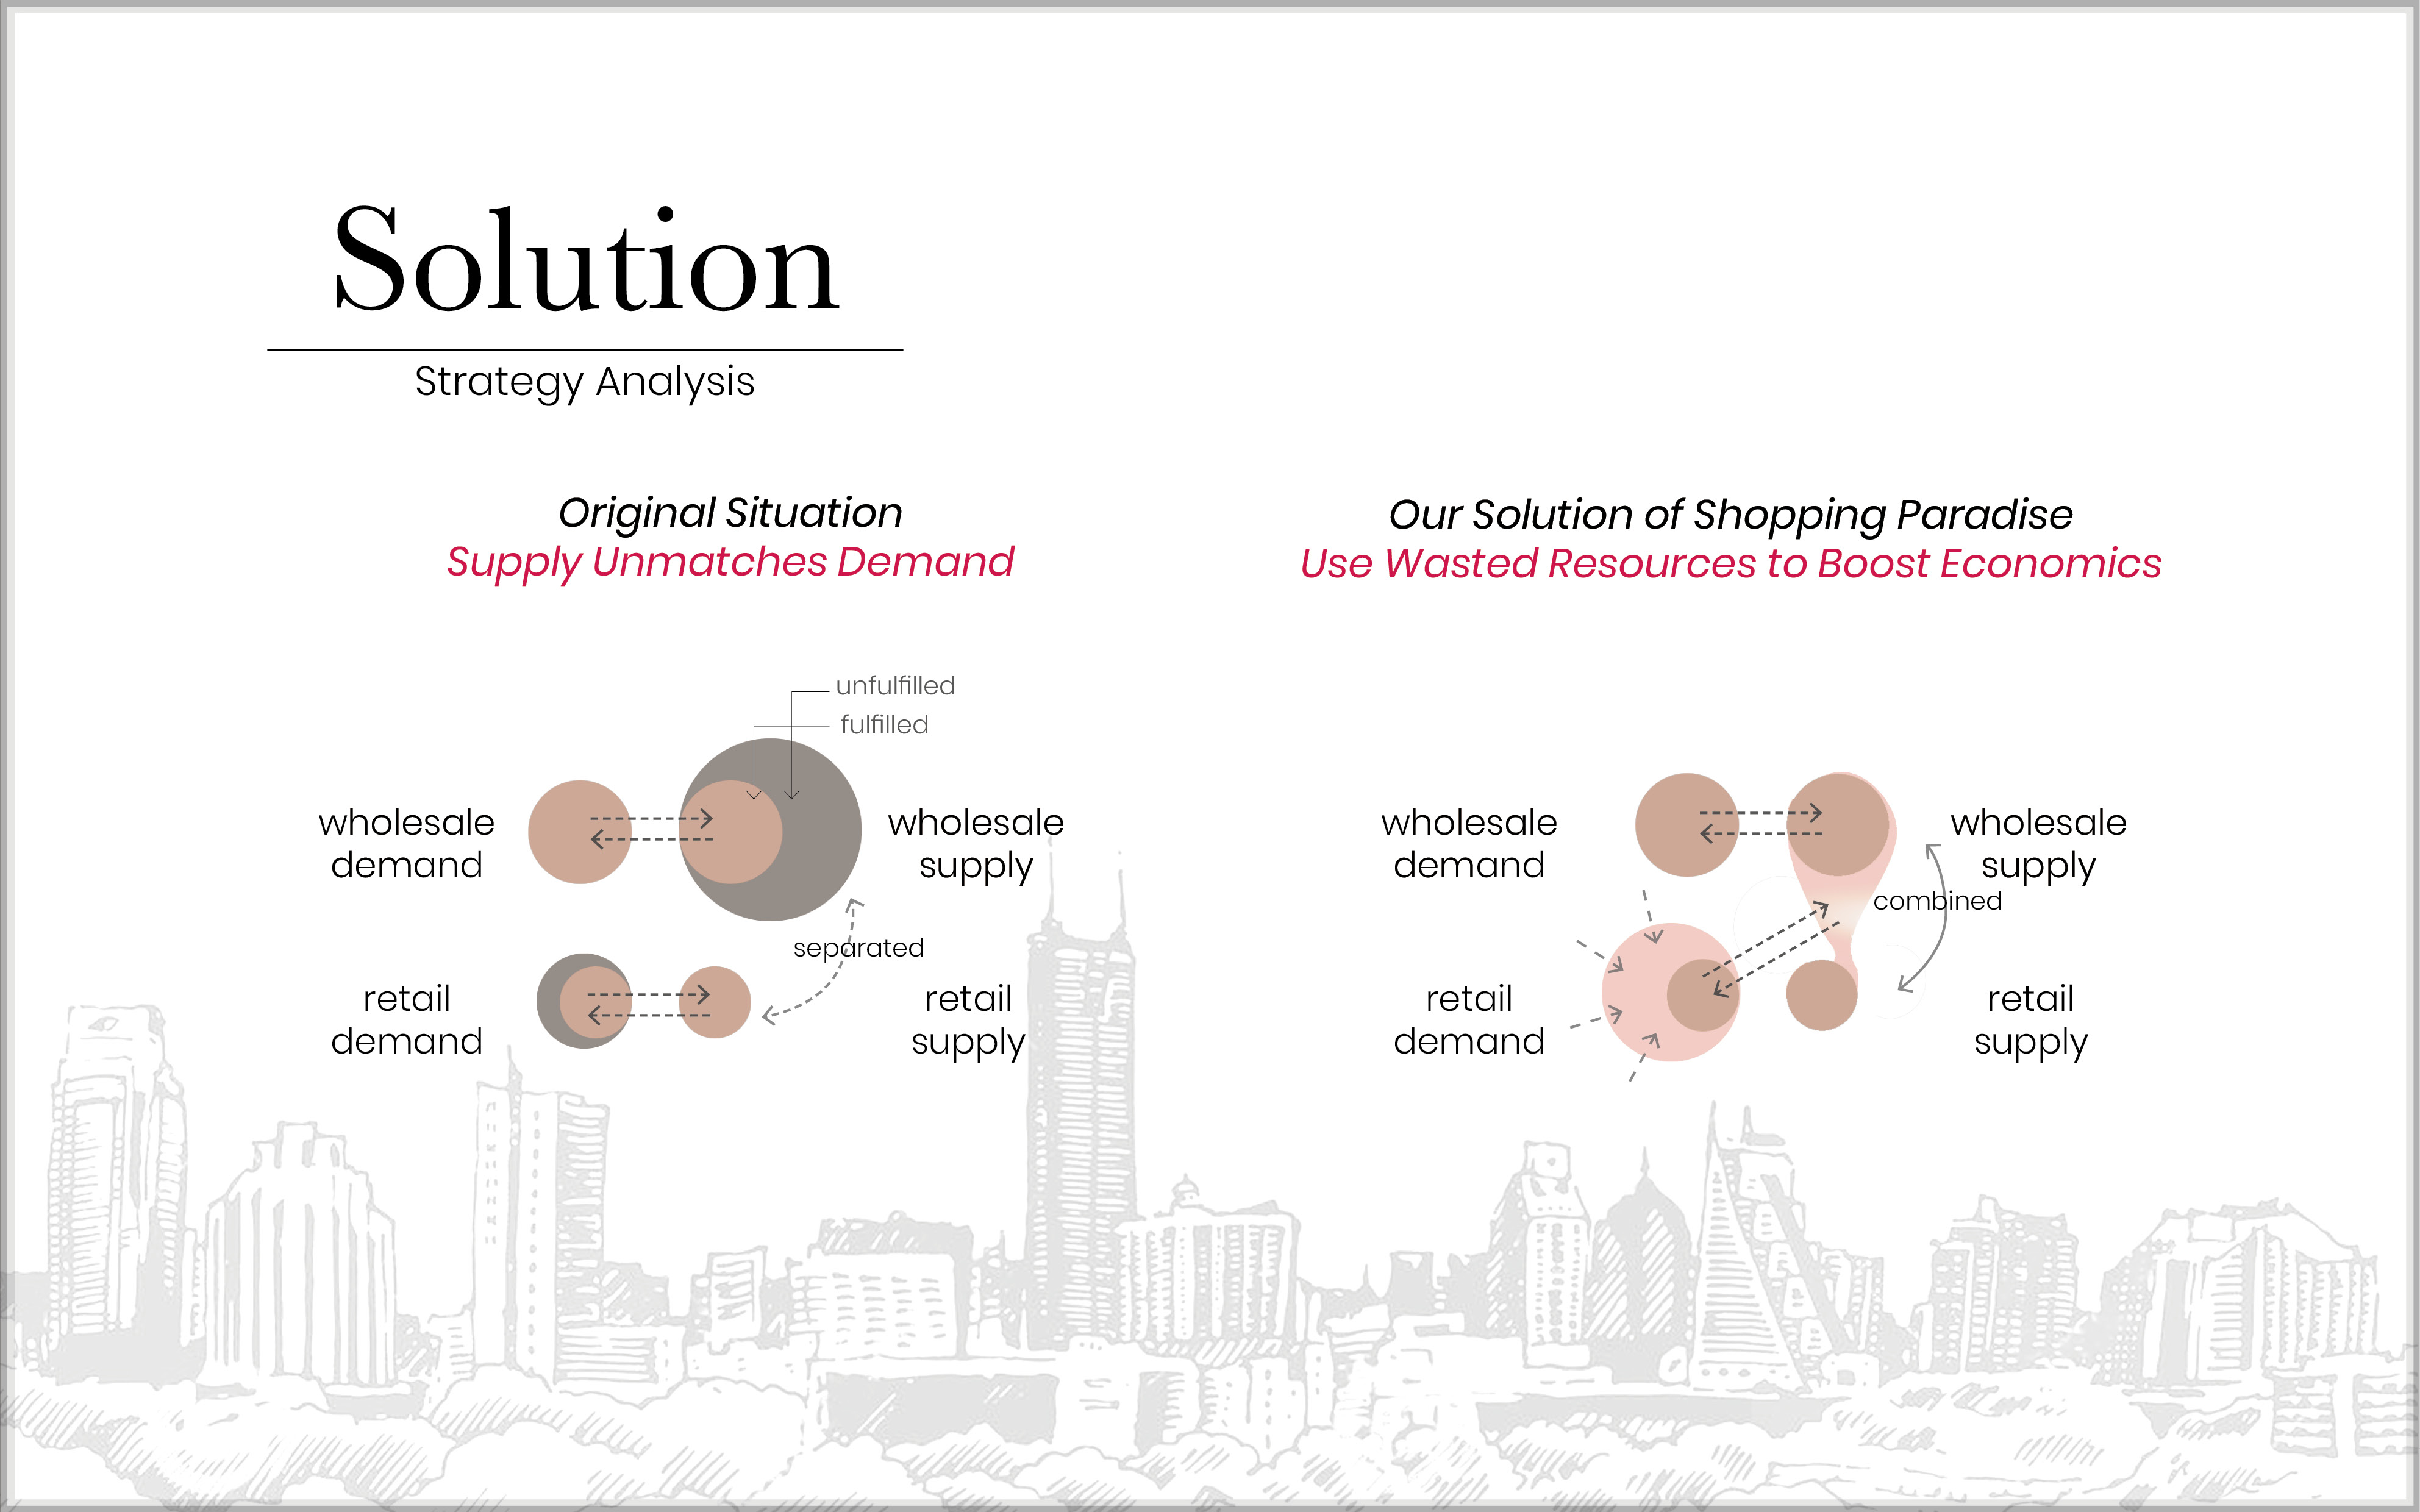 Solution
Strategy Analysis
Original Situation
Supply Unmatches Demand
unfulfilled
fulfilled
wholesale
demand
wholesale
supply
separated
retail
demand
retail
supply
Our Solution of Shopping Paradise
Use Wasted Resources to Boost Economics
wholesale
demand
wholesale
supply
combined
retail
demand
retail
supply